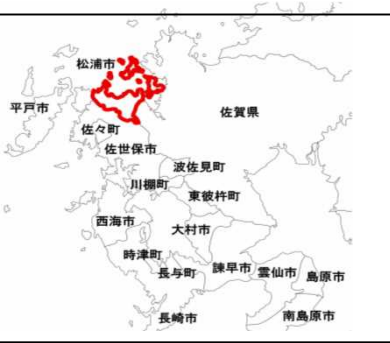 松浦市
平戸市
佐賀県
佐々町
佐世保市
波佐見町
川棚町
東彼杵町
西海市
大村市
時津町
長与町
諫早市
雲仙市
島原市
長崎市
南島原市